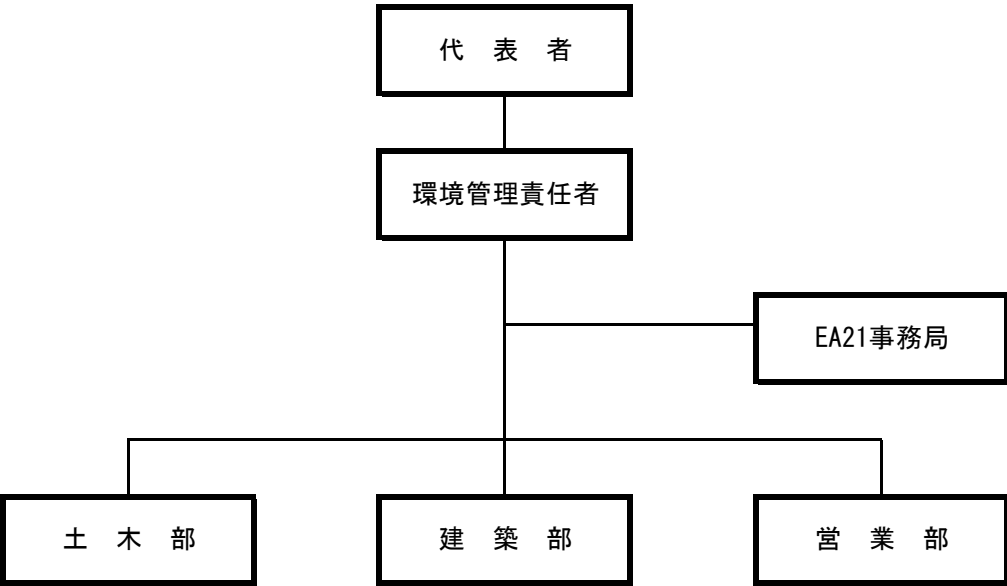 代　表　者
環境管理責任者
EA21事務局
土　木　部
建　築　部
営　業　部